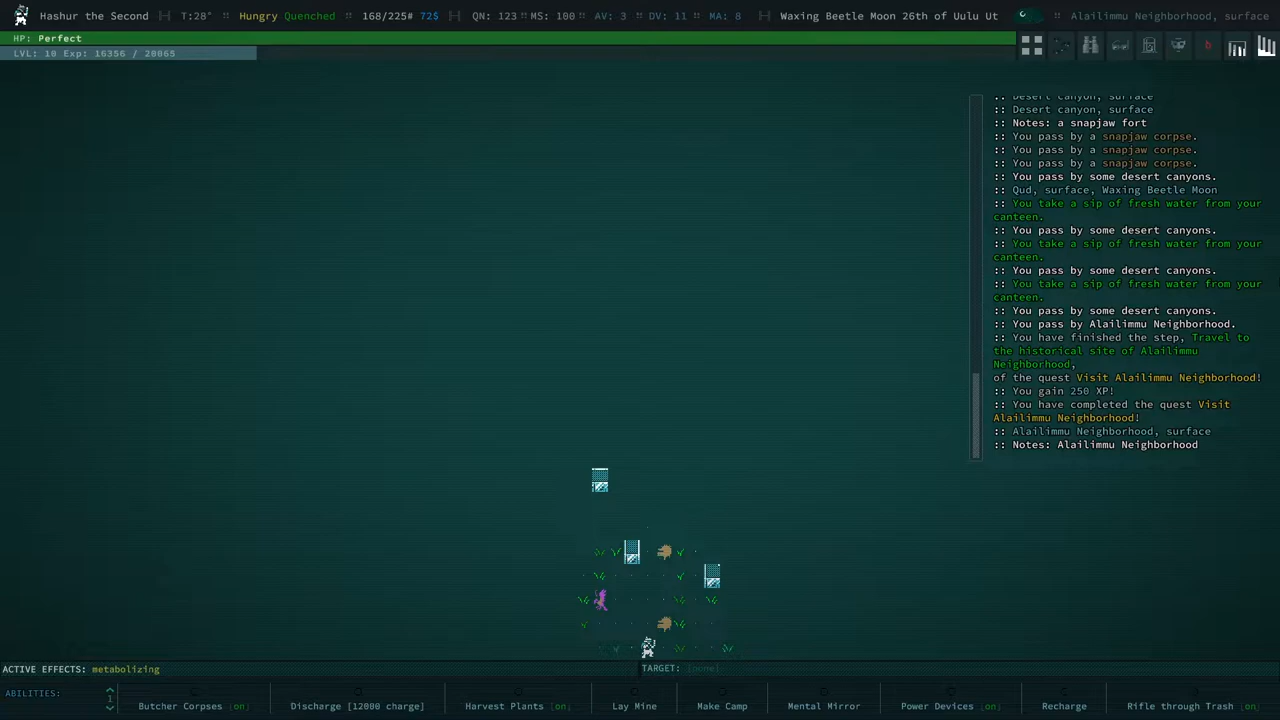 Hashur the Second T:28° Hungry Quenched 168/225# 72$ QN: 123 MS: 100 AV: 3 DV: 11 MA: 8 Waxing Beetle Moon 26th of Uulu Ut Alailimmu Neighborhood, surface
HP: Perfect
LVL: 10 Exp: 16356 / 20065
:: Desert canyon, surface
:: Desert canyon, surface
:: Notes: a snapjaw fort
:: You pass by a snapjaw corpse.
:: You pass by a snapjaw corpse.
:: You pass by a snapjaw corpse.
:: You pass by some desert canyons.
:: Qud, surface, Waxing Beetle Moon
:: You take a sip of fresh water from your
canteen.
:: You pass by some desert canyons.
:: You take a sip of fresh water from your
canteen.
:: You pass by some desert canyons.
:: You take a sip of fresh water from your
canteen.
:: You pass by some desert canyons.
:: You pass by Alailimmu Neighborhood.
:: You have finished the step, Travel to
the historical site of Alailimmu
Neighborhood,
of the quest Visit Alailimmu Neighborhood!
:: You gain 250 XP!
:: You have completed the quest Visit
Alailimmu Neighborhood!
:: Alailimmu Neighborhood, surface
:: Notes: Alailimmu Neighborhood
ACTIVE EFFECTS: metabolizing
TARGET: [none]
ABILITIES: 1 Butcher Corpses [on] Discharge [12000 charge] Harvest Plants [on] Lay Mine Make Camp Mental Mirror Power Devices [on] Recharge Rifle through Trash [on]